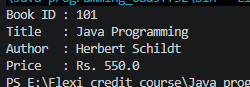 Book ID : 101
Title   : Java Programming
Author  : Herbert Schildt
Price   : Rs. 550.0
PS E:\Flexi credit course\Java prog